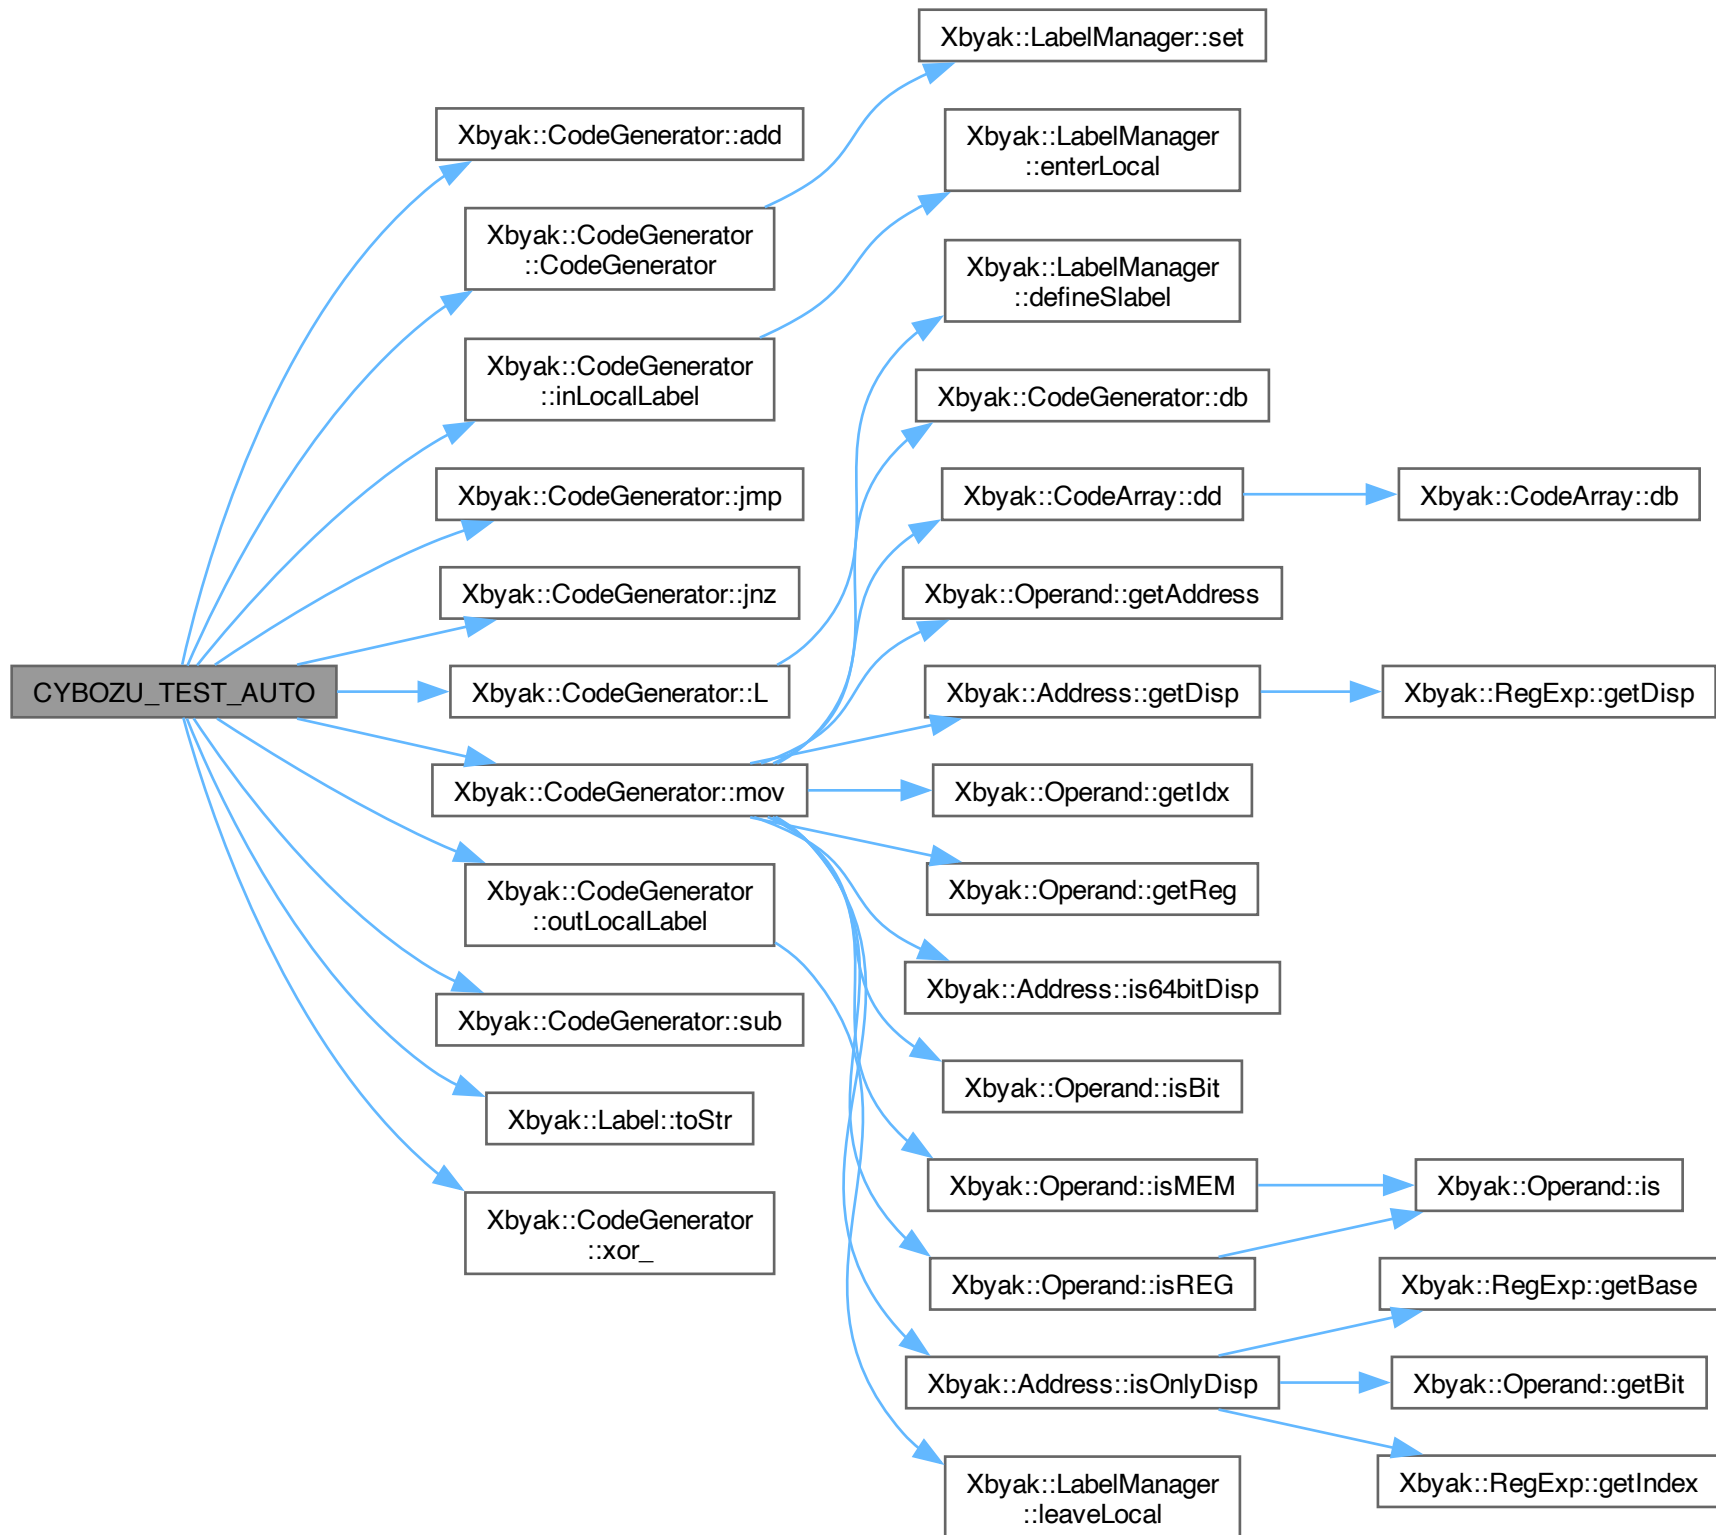 CYBOZU_TEST_AUTO
Xbyak::CodeGenerator::add
Xbyak::CodeGenerator
::CodeGenerator
Xbyak::CodeGenerator
::inLocalLabel
Xbyak::CodeGenerator::jmp
Xbyak::CodeGenerator::jnz
Xbyak::CodeGenerator::L
Xbyak::CodeGenerator::mov
Xbyak::CodeGenerator
::outLocalLabel
Xbyak::CodeGenerator::sub
Xbyak::Label::toStr
Xbyak::CodeGenerator
::xor_
Xbyak::LabelManager::set
Xbyak::LabelManager
::enterLocal
Xbyak::LabelManager
::defineSlabel
Xbyak::CodeGenerator::db
Xbyak::CodeArray::dd
Xbyak::Operand::getAddress
Xbyak::Address::getDisp
Xbyak::Operand::getIdx
Xbyak::Operand::getReg
Xbyak::Address::is64bitDisp
Xbyak::Operand::isBit
Xbyak::Operand::isMEM
Xbyak::Operand::isREG
Xbyak::Address::isOnlyDisp
Xbyak::LabelManager
::leaveLocal
Xbyak::CodeArray::db
Xbyak::RegExp::getDisp
Xbyak::Operand::is
Xbyak::RegExp::getBase
Xbyak::Operand::getBit
Xbyak::RegExp::getIndex